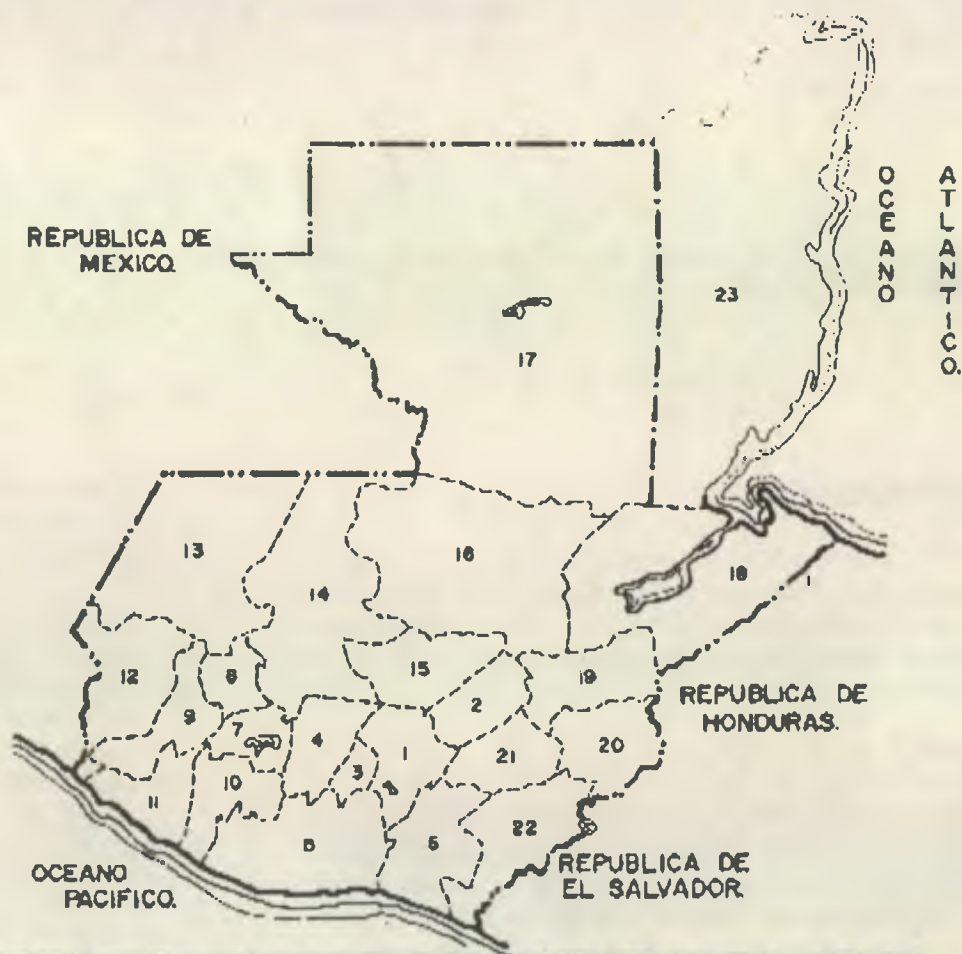 REPUBLICA DE
MEXICO.
OCEANO
ATLANTICO.
23
17
13
14
16
18
1
12
8
15
19
9
7
2
REPUBLICA DE
HONDURAS.
4
1
21
20
3
11
10
6
5
22
OCEANO
PACIFICO.
REPUBLICA DE
EL SALVADOR.